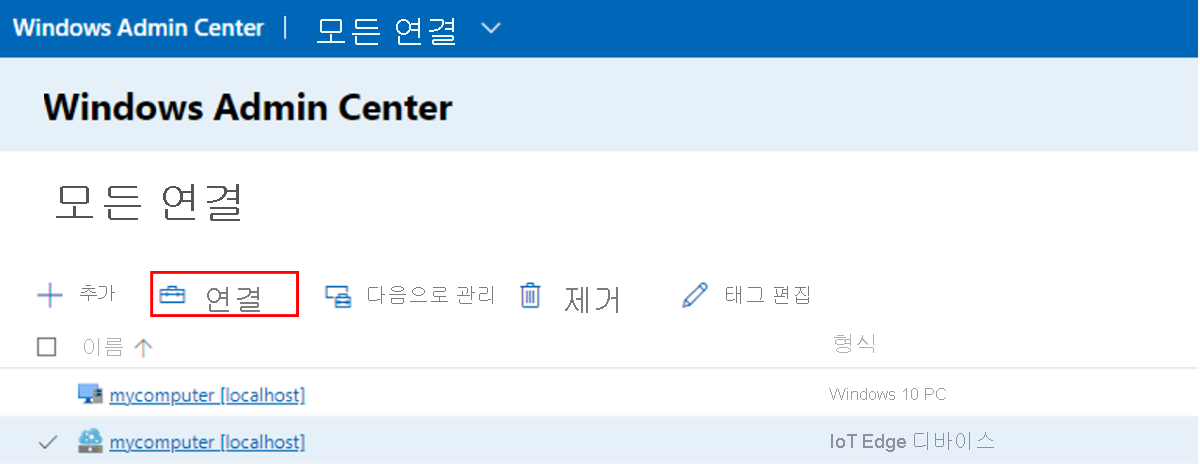 Windows Admin Center | 모든 연결
Windows Admin Center
모든 연결
추가 연결 다음으로 관리 제거 태그 편집
이름 형식
mycomputer [localhost] Windows 10 PC
mycomputer [localhost] IoT Edge 디바이스